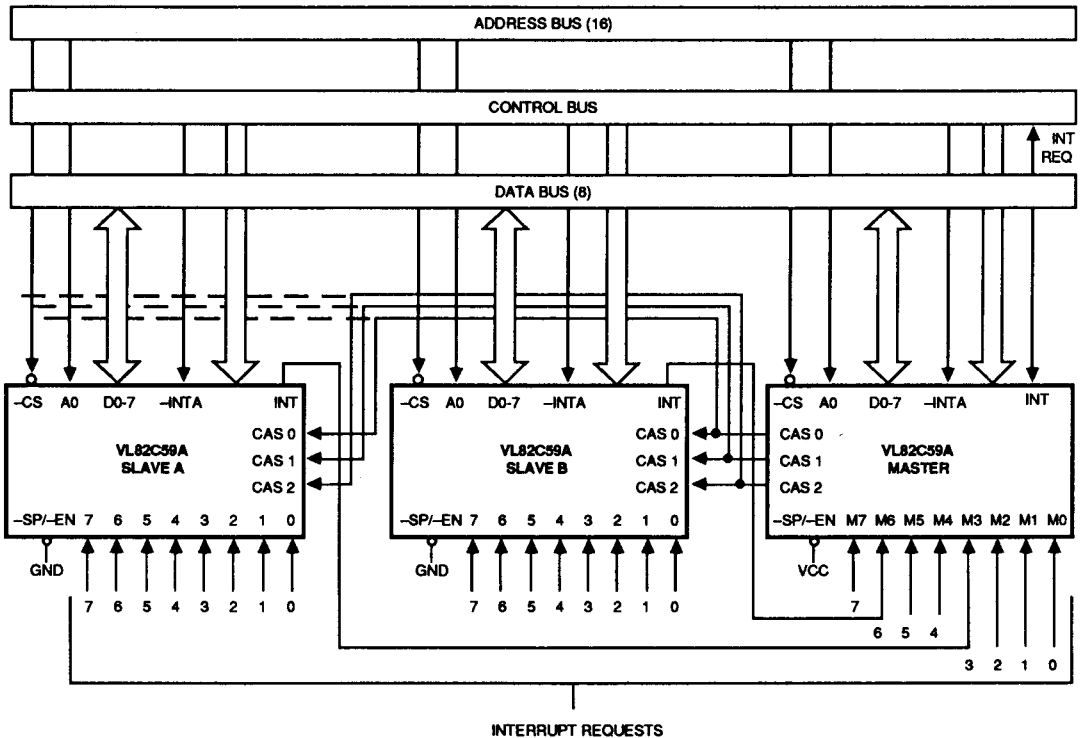 ADDRESS BUS (16)
CONTROL BUS
INT
REQ
DATA BUS (8)
–CS A0 D0-7 –INTA INT
CAS 0
CAS 1
CAS 2
VL82C59A
SLAVE A
–SP/–EN 7 6 5 4 3 2 1 0
GND
7 6 5 4 3 2 1 0
–CS A0 D0-7 –INTA INT
CAS 0
CAS 1
CAS 2
VL82C59A
SLAVE B
–SP/–EN 7 6 5 4 3 2 1 0
GND
7 6 5 4 3 2 1 0
–CS A0 D0-7 –INTA INT
CAS 0
CAS 1
CAS 2
VL82C59A
MASTER
–SP/–EN M7 M6 M5 M4 M3 M2 M1 M0
VCC
7
6 5 4
3 2 1 0
INTERRUPT REQUESTS